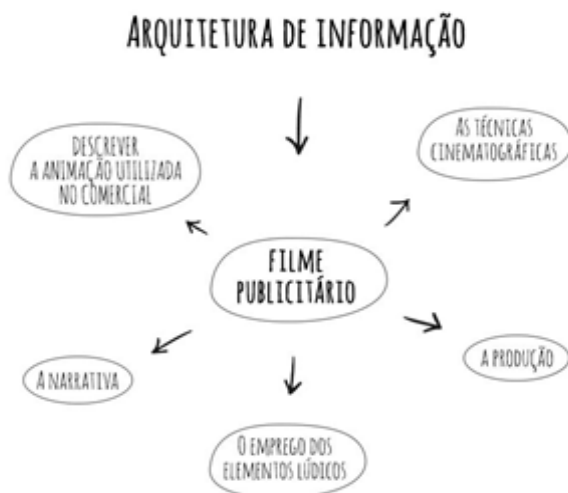 ARQUITETURA DE INFORMAÇÃO
DESCREVER
A ANIMAÇÃO UTILIZADA
NO COMERCIAL
AS TÉCNICAS
CINEMATOGRÁFICAS
FILME
PUBLICITÁRIO
A NARRATIVA
A PRODUÇÃO
O EMPREGO DOS
ELEMENTOS LÚDICOS